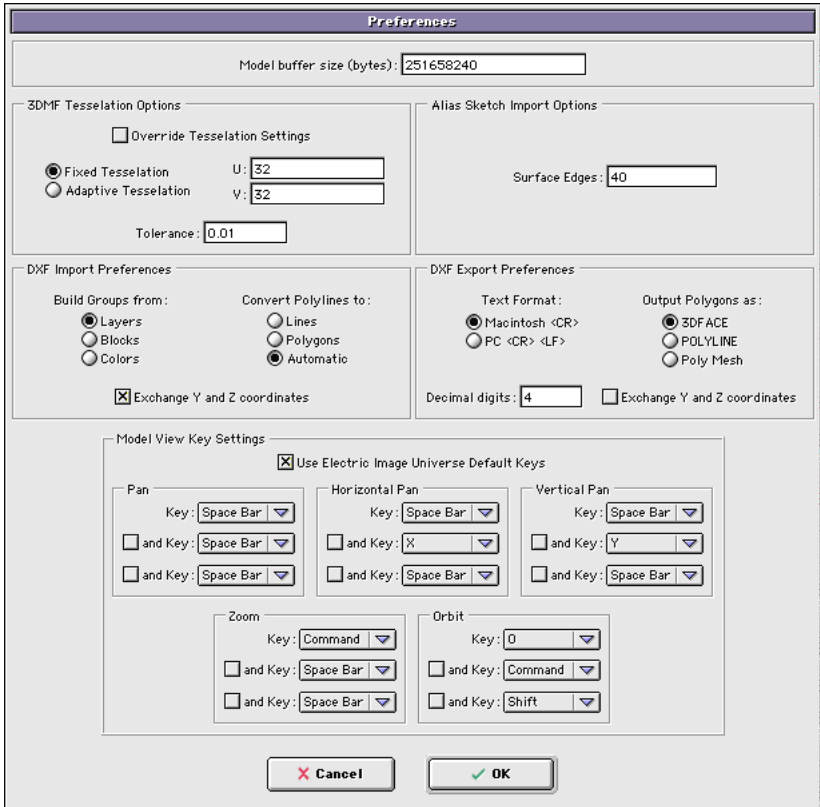 Preferences
Model buffer size (bytes): 251658240
3DMF Tesselation Options
Override Tesselation Settings
Fixed Tesselation
Adaptive Tesselation
U: 32
V: 32
Tolerance: 0.01
Alias Sketch Import Options
Surface Edges: 40
DXF Import Preferences
Build Groups from:
Layers
Blocks
Colors
Convert Polylines to:
Lines
Polygons
Automatic
Exchange Y and Z coordinates
DXF Export Preferences
Text Format:
Macintosh <CR>
PC <CR> <LF>
Output Polygons as:
3DFACE
POLYLINE
Poly Mesh
Decimal digits: 4
Exchange Y and Z coordinates
Model View Key Settings
Use Electric Image Universe Default Keys
Pan
Key: Space Bar
and Key: Space Bar
and Key: Space Bar
Horizontal Pan
Key: Space Bar
and Key: X
and Key: Space Bar
Vertical Pan
Key: Space Bar
and Key: Y
and Key: Space Bar
Zoom
Key: Command
and Key: Space Bar
and Key: Space Bar
Orbit
Key: O
and Key: Command
and Key: Shift
Cancel
OK